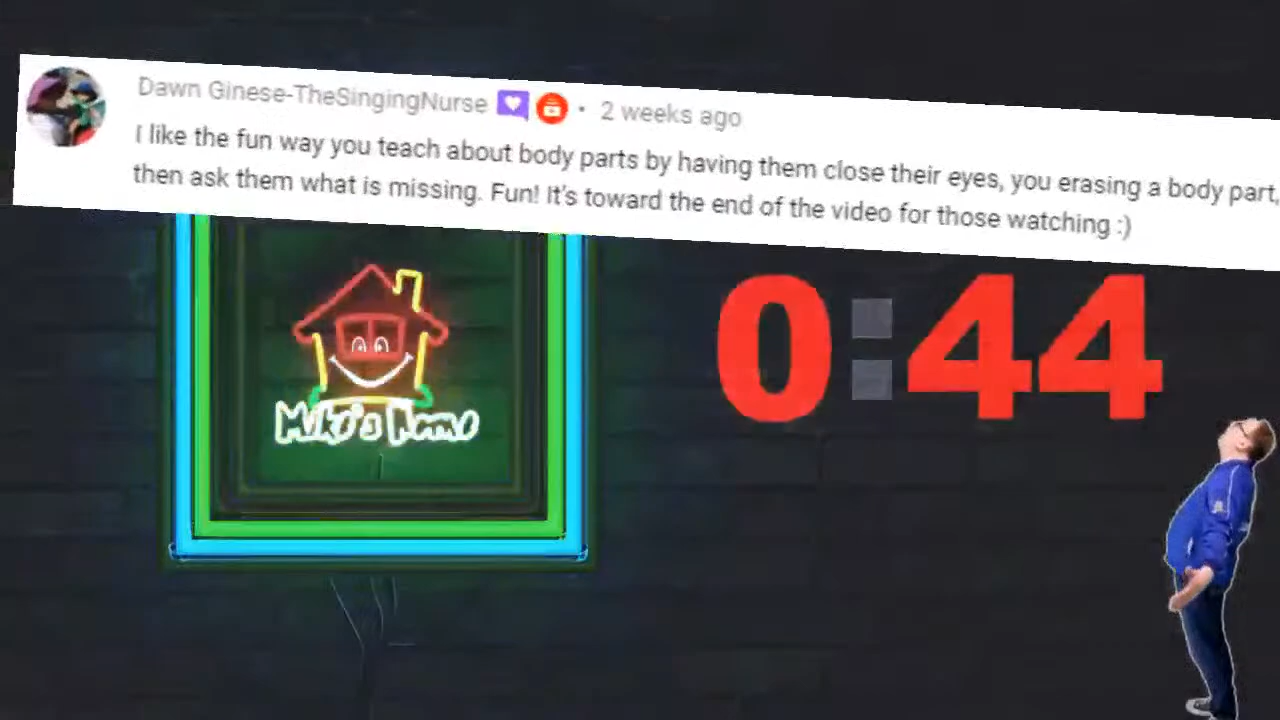 Dawn Ginese-TheSingingNurse • 2 weeks ago
I like the fun way you teach about body parts by having them close their eyes, you erasing a body part,
then ask them what is missing. Fun! It's toward the end of the video for those watching :)
0:44
Mike's Home